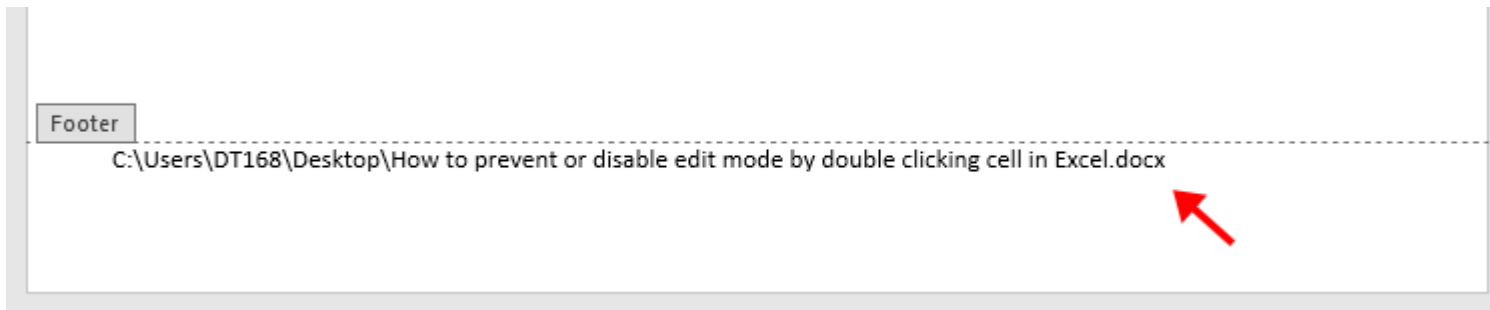 Footer
C:\Users\DT168\Desktop\How to prevent or disable edit mode by double clicking cell in Excel.docx